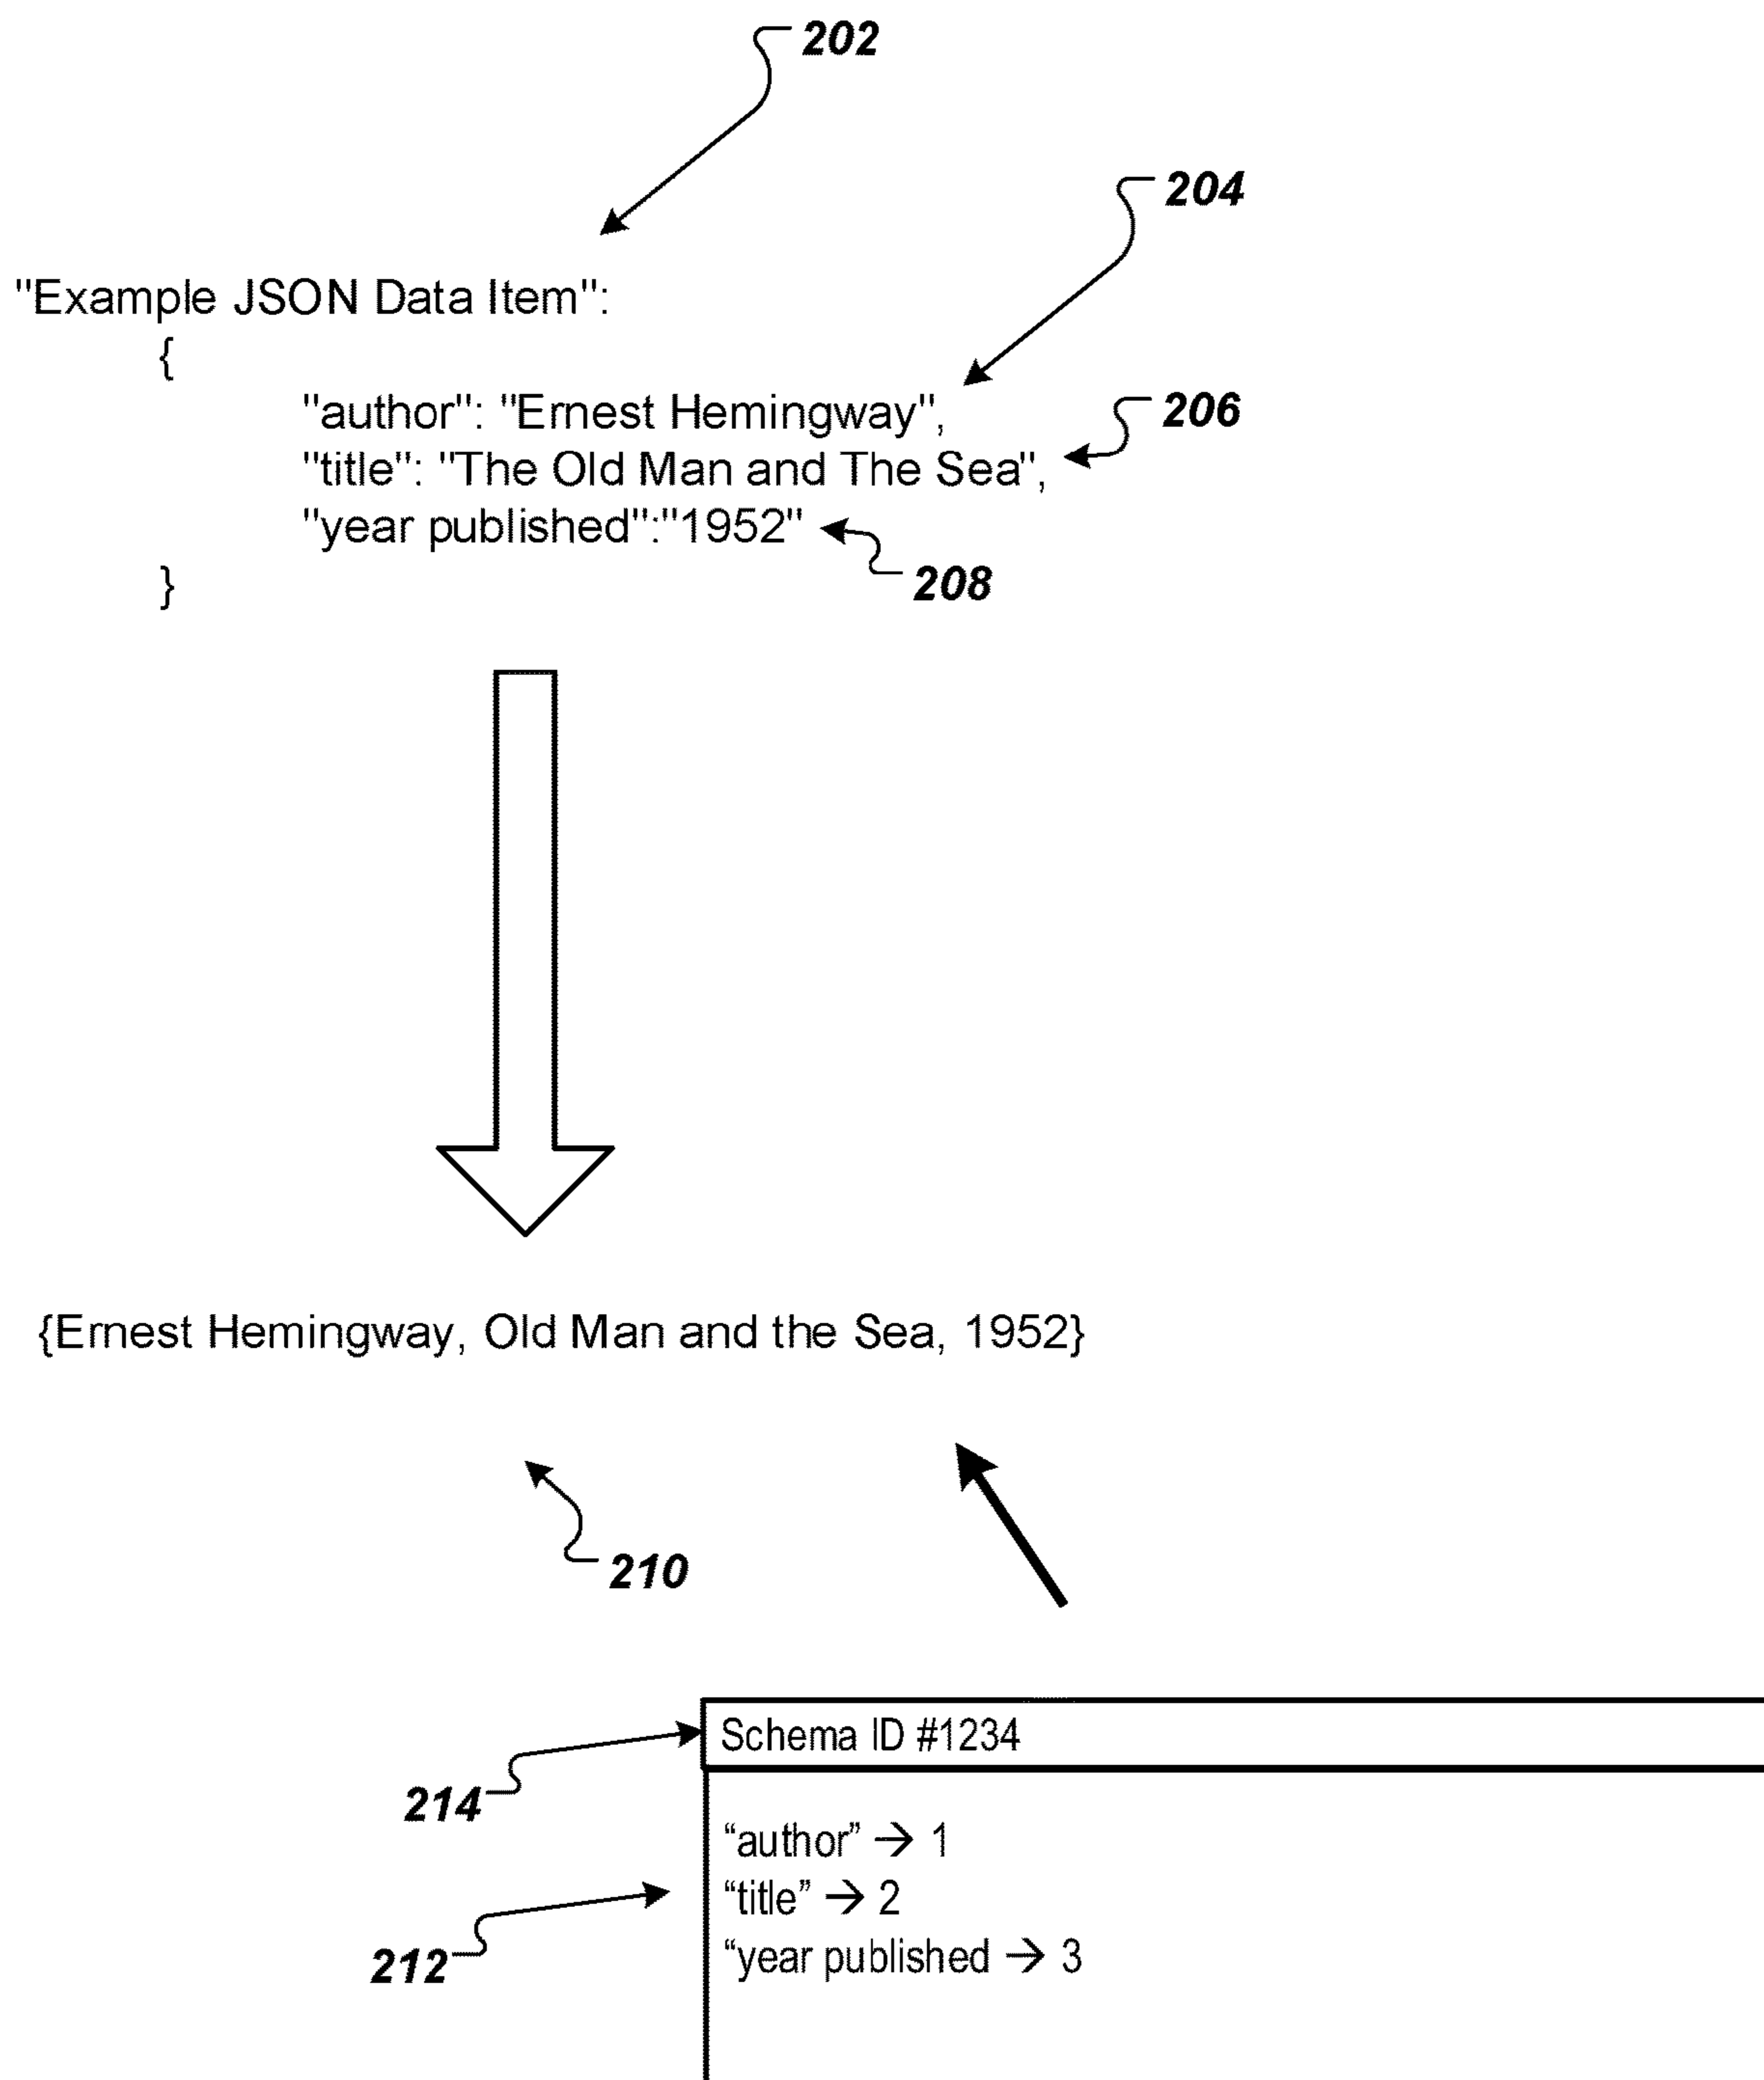 202
204
"Example JSON Data Item":
{
"author": "Ernest Hemingway",
206
"title": "The Old Man and The Sea",
"year published":"1952"
208
}
{Ernest Hemingway, Old Man and the Sea, 1952}
210
Schema ID #1234
214
“author” → 1
“title” → 2
“year published → 3
212